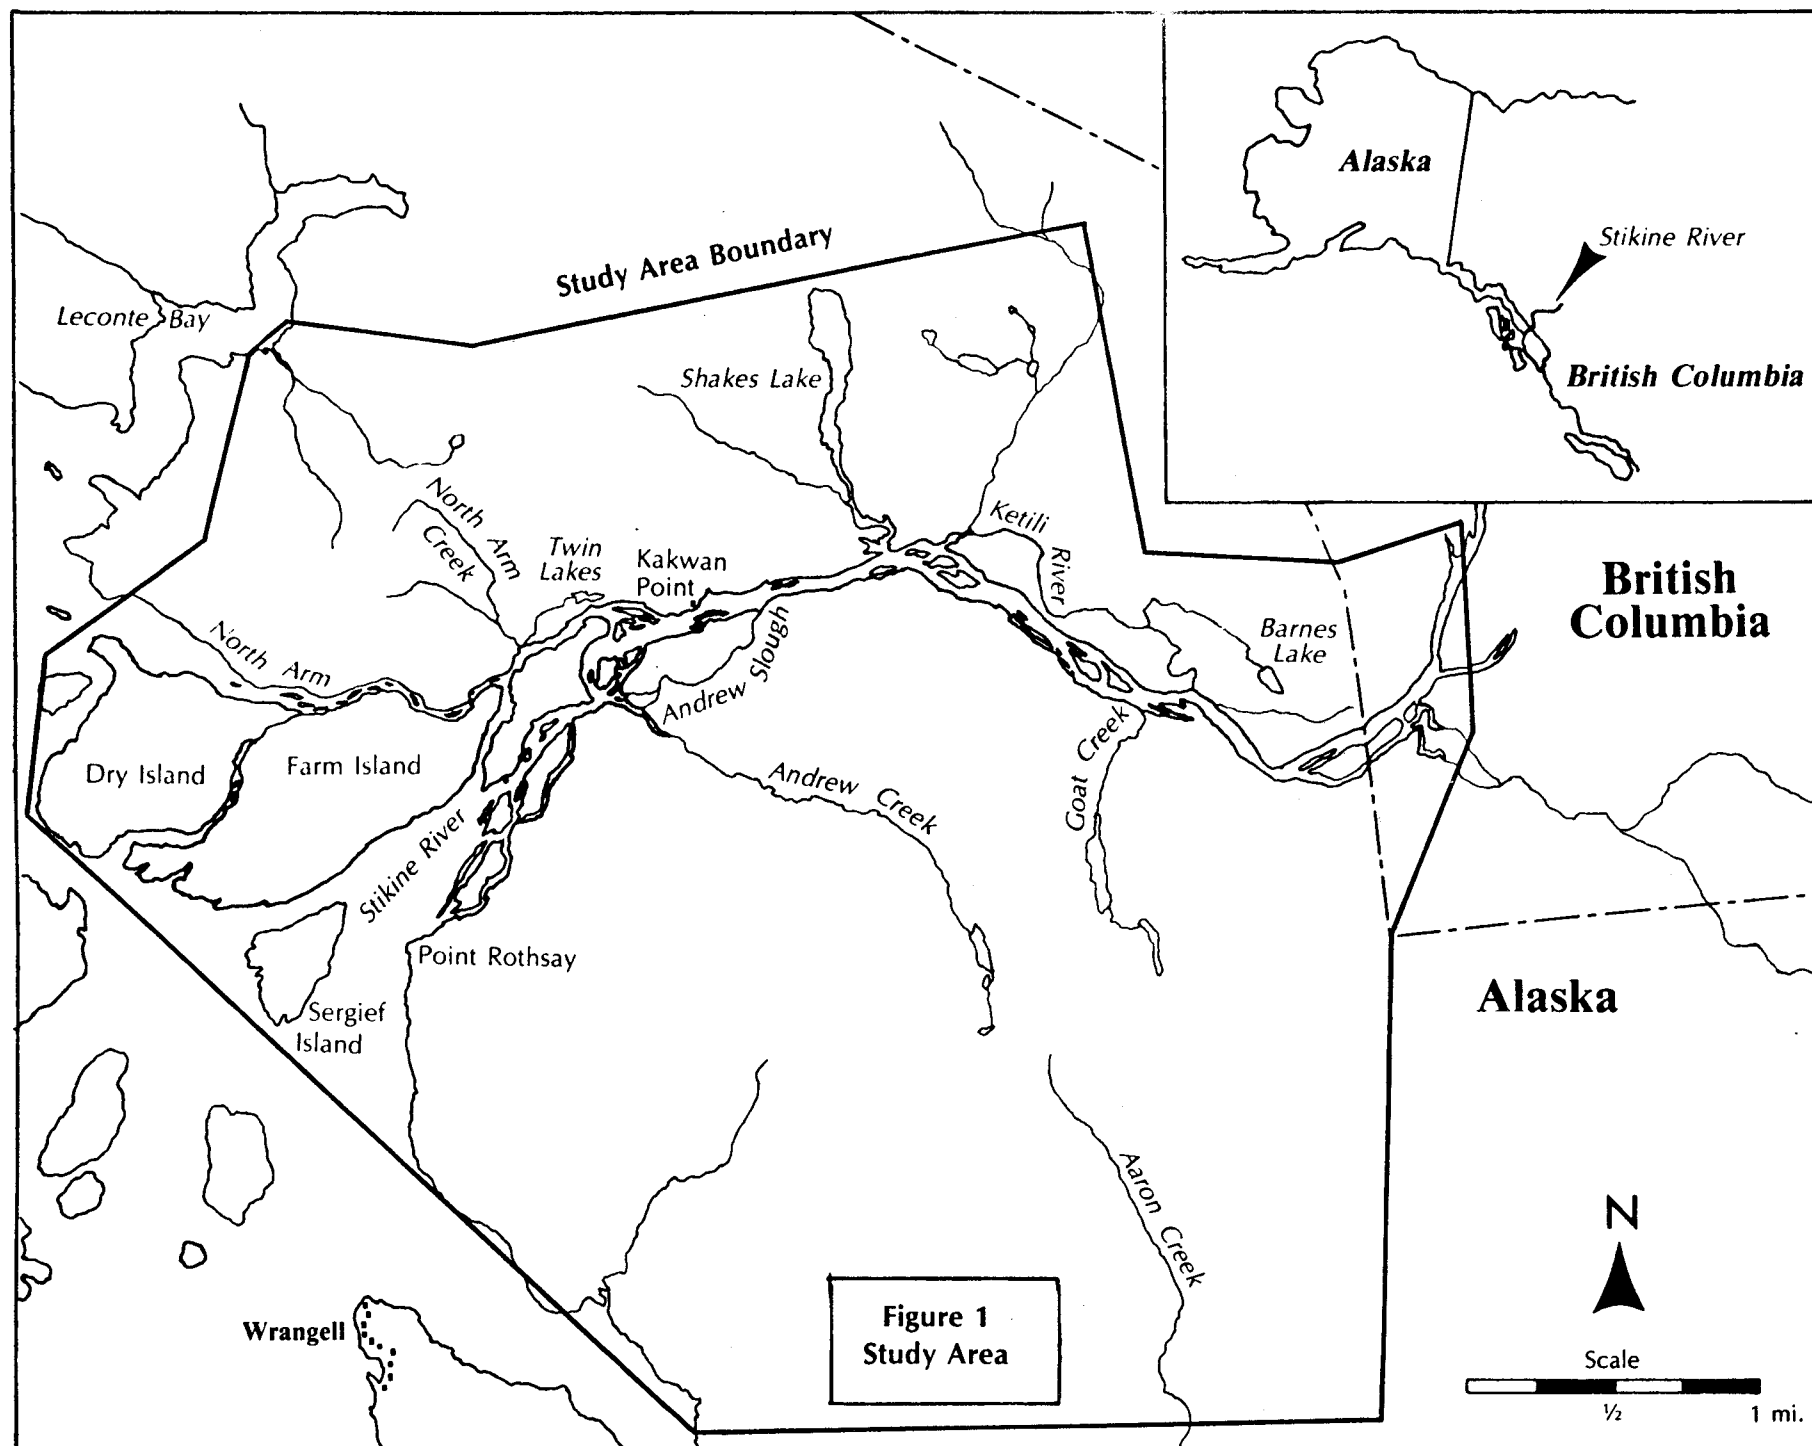 Alaska
Stikine River
British Columbia
Study Area Boundary
Leconte Bay
Shakes Lake
North Arm
Creek
Twin
Lakes
Kakwan
Point
Ketili
River
British
Columbia
North Arm
Andrew Slough
Barnes
Lake
Dry Island
Farm Island
Andrew Creek
Goat Creek
Stikine River
Point Rothsay
Alaska
Sergief
Island
Aaron Creek
N
Wrangell
Figure 1
Study Area
Scale
½ 1 mi.